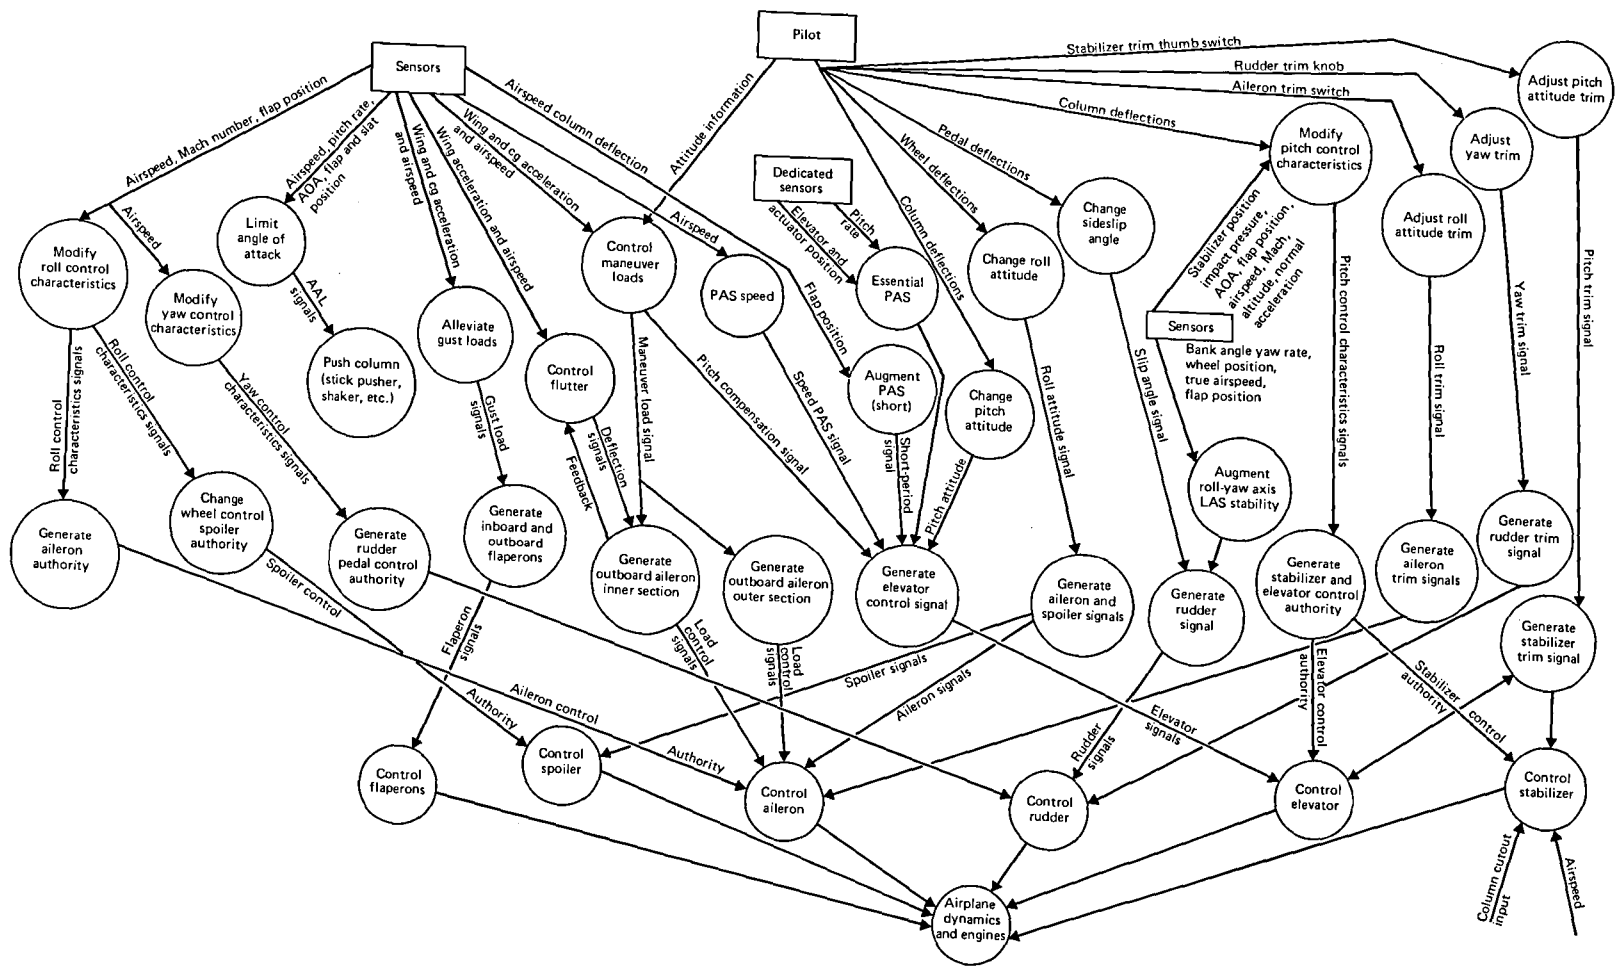 Pilot
Sensors
Stabilizer trim thumb switch
Rudder trim knob
Aileron trim switch
Column deflections
Adjust pitch
attitude trim
Airspeed, Mach number, flap position
Airspeed, pitch rate,
AOA, flap and slat
position
Wing and cg acceleration
and airspeed
Wing acceleration and airspeed
Wing and cg acceleration
and airspeed
Airspeed column deflection
Attitude information
Airspeed
Dedicated
sensors
Elevator and
actuator position
Pitch
rate
Wheel deflections
Pedal deflections
Column deflections
Modify
pitch control
characteristics
Adjust
yaw trim
Airspeed
Modify
roll control
characteristics
Limit
angle of
attack
Modify
yaw control
characteristics
AAL
signals
Push column
(stick pusher,
shaker, etc.)
Alleviate
gust loads
Control
flutter
Control
maneuver
loads
PAS speed
Essential
PAS
Flap position
Augment
PAS
(short)
Change roll
attitude
Change
pitch
attitude
Change
sideslip
angle
Stabilizer position
impact pressure,
AOA, flap position,
airspeed, Mach,
altitude, normal
acceleration
Sensors
Bank angle yaw rate,
wheel position,
true airspeed,
flap position
Adjust roll
attitude trim
Roll control
characteristics signals
Roll control
characteristics signals
Yaw control
characteristics signals
Gust load
signals
Feedback
Deflection
signals
Maneuver load signal
Pitch compensation signal
Speed PAS signal
Short-period
signal
Pitch attitude
Roll attitude signal
Slip angle signal
Pitch control characteristics signals
Roll trim signal
Yaw trim signal
Pitch trim signal
Augment
roll-yaw axis
LAS stability
Generate
aileron
authority
Change
wheel control
spoiler
authority
Generate
rudder
pedal control
authority
Generate
inboard and
outboard
flaperons
Generate
outboard aileron
inner section
Generate
outboard aileron
outer section
Generate
elevator
control signal
Generate
aileron and
spoiler signals
Generate
rudder
signal
Generate
stabilizer and
elevator control
authority
Generate
aileron
trim signals
Generate
rudder trim
signal
Generate
stabilizer
trim signal
Spoiler control
Authority
Aileron control
Authority
Flaperon
signals
Load
control
signals
Load
control
signals
Spoiler signals
Aileron signals
Rudder
signals
Elevator
signals
Elevator control
authority
Stabilizer control
authority
Control
flaperons
Control
spoiler
Control
aileron
Control
rudder
Control
elevator
Control
stabilizer
Column cutout
input
Airspeed
Airplane
dynamics
and engines